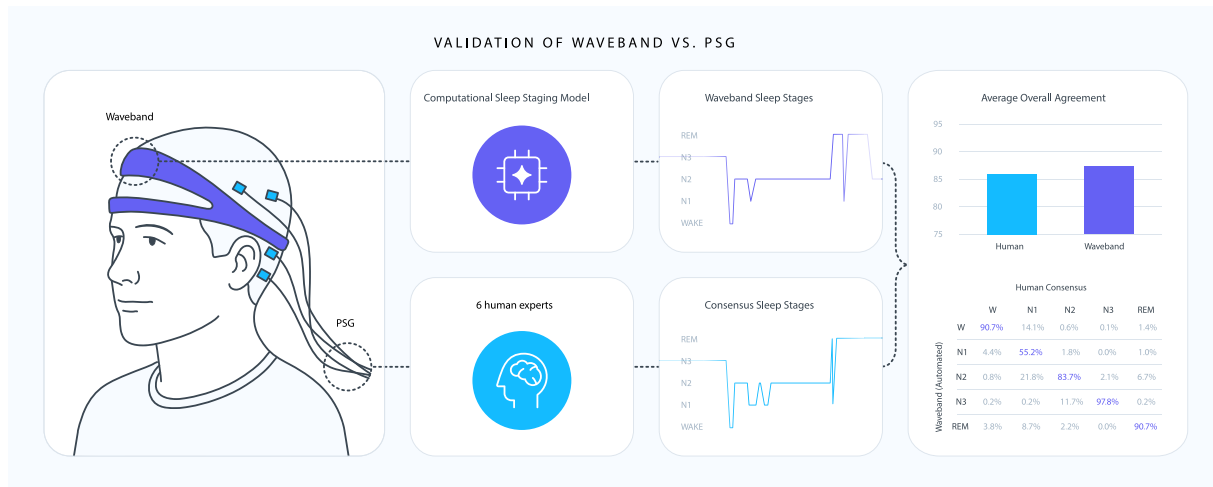 VALIDATION OF WAVEBAND VS. PSG
Waveband
PSG
Computational Sleep Staging Model
6 human experts
Waveband Sleep Stages
REM
N3
N2
N1
WAKE
Consensus Sleep Stages
REM
N3
N2
N1
WAKE
Average Overall Agreement
95
90
85
80
75
Human Waveband
Human Consensus
W N1 N2 N3 REM
Waveband (Automated)
W 90.7% 14.1% 0.6% 0.1% 1.4%
N1 4.4% 55.2% 1.8% 0.0% 1.0%
N2 0.8% 21.8% 83.7% 2.1% 6.7%
N3 0.2% 0.2% 11.7% 97.8% 0.2%
REM 3.8% 8.7% 2.2% 0.0% 90.7%